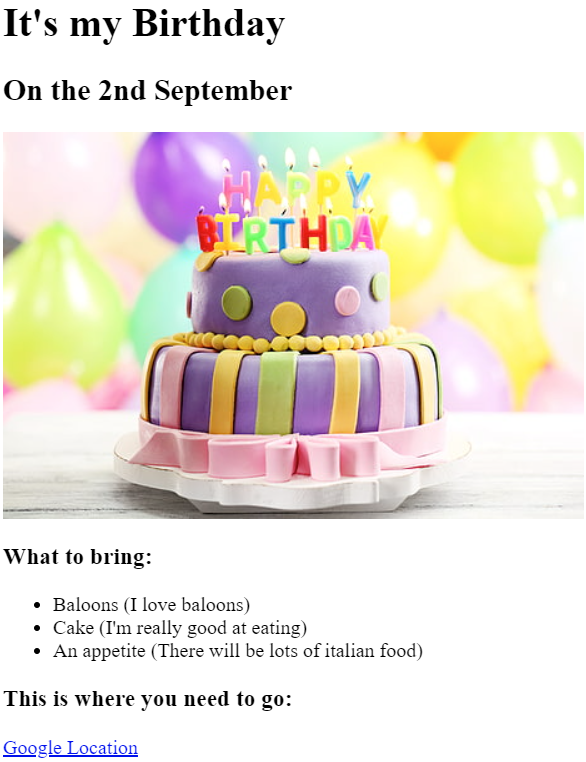 It's my Birthday
On the 2nd September
HAPPY
BIRTHDAY
What to bring:
Baloons (I love baloons)
Cake (I'm really good at eating)
An appetite (There will be lots of italian food)
This is where you need to go:
Google Location